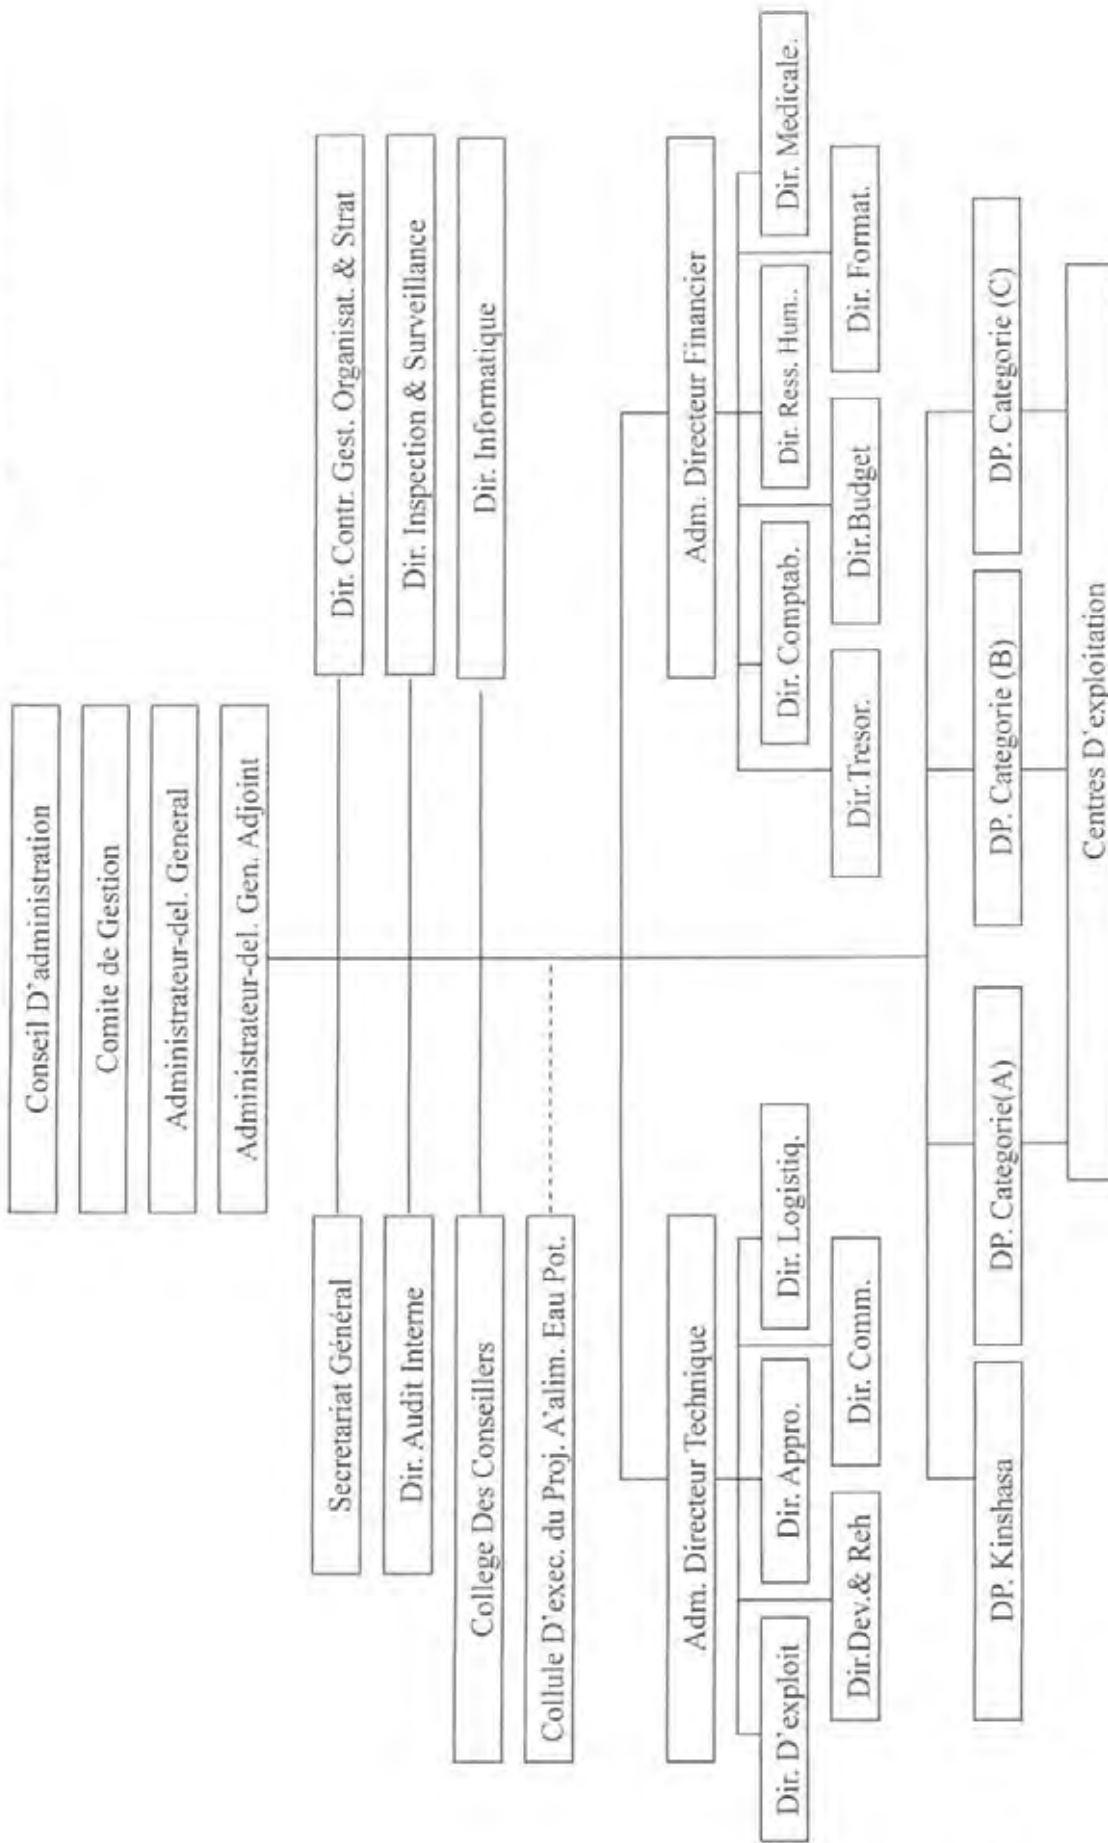 Conseil D'administration
Comite de Gestion
Administrateur-del. General
Administrateur-del. Gen. Adjoint
Secretariat Général
Dir. Contr. Gest. Organisat. & Strat
Dir. Audit Interne
Dir. Inspection & Surveillance
College Des Conseillers
Dir. Informatique
Collule D'exec. du Proj. A'alim. Eau Pot.
Adm. Directeur Technique
Adm. Directeur Financier
Dir. D'exploit
Dir. Appro.
Dir. Logistiq.
Dir. Comptab.
Dir. Ress. Hum..
Dir. Medicale.
Dir.Dev.& Reh
Dir. Comm.
Dir.Tresor.
Dir.Budget
Dir. Format.
DP. Kinshasa
DP. Categorie(A)
DP. Categorie (B)
DP. Categorie (C)
Centres D'exploitation